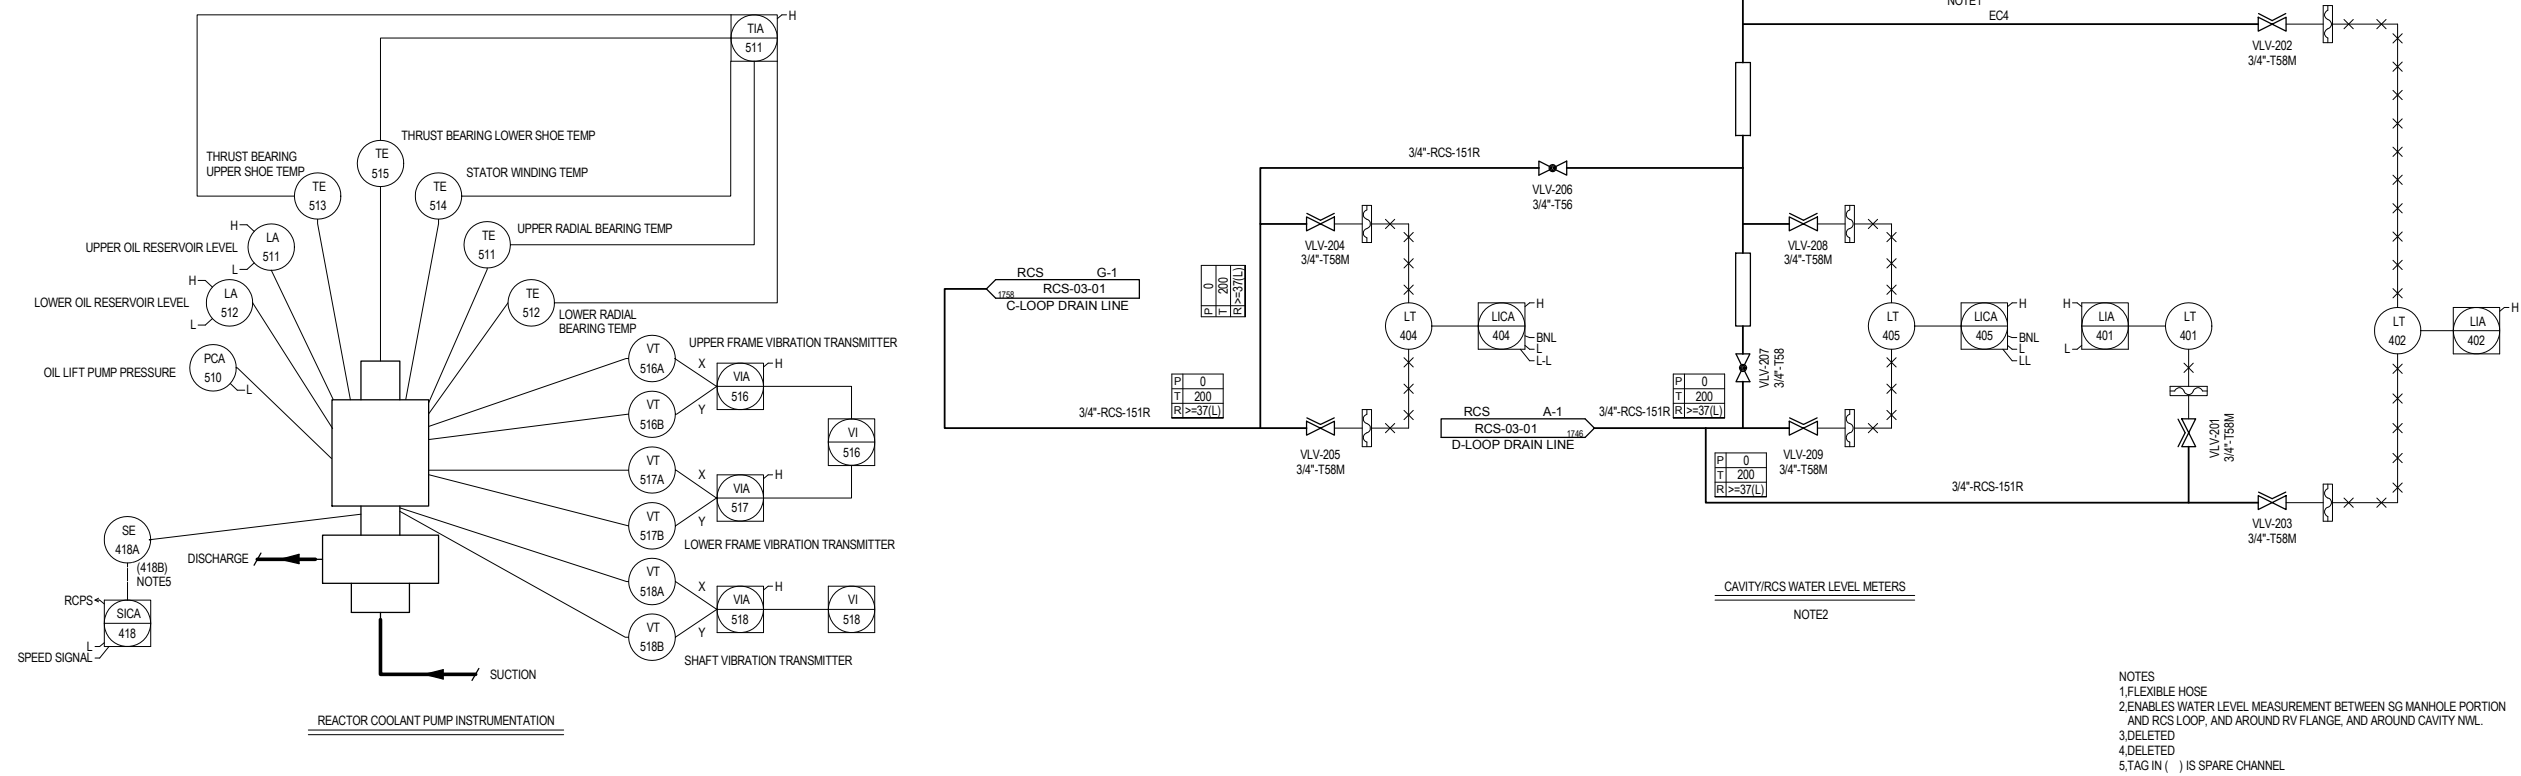 TIA
511
H
THRUST BEARING LOWER SHOE TEMP
TE
515
THRUST BEARING
UPPER SHOE TEMP
TE
513
TE
514
STATOR WINDING TEMP
H
LA
511
L
UPPER OIL RESERVOIR LEVEL
TE
511
UPPER RADIAL BEARING TEMP
H
LA
512
L
LOWER OIL RESERVOIR LEVEL
TE
512
LOWER RADIAL
BEARING TEMP
PCA
510
L
OIL LIFT PUMP PRESSURE
UPPER FRAME VIBRATION TRANSMITTER
VT
516A
X
VIA
516
H
VT
516B
Y
VI
516
VT
517A
X
VIA
517
H
VT
517B
Y
LOWER FRAME VIBRATION TRANSMITTER
SE
418A
(418B)
NOTE5
DISCHARGE
VT
518A
X
VIA
518
H
VI
518
VT
518B
Y
SHAFT VIBRATION TRANSMITTER
RCPS
SICA
418
L
SPEED SIGNAL
SUCTION
REACTOR COOLANT PUMP INSTRUMENTATION
NOTE1
EC4
VLV-202
3/4"-T58M
3/4"-RCS-151R
VLV-206
3/4"-T56
VLV-204
3/4"-T58M
VLV-208
3/4"-T58M
RCS G-1
1758 RCS-03-01
C-LOOP DRAIN LINE
P 0
T 200
R >=37(L)
LT
404
LICA
404
H
BNL
L
L-L
LT
405
LICA
405
H
BNL
L
LL
LIA
401
L
LT
401
LT
402
LIA
402
H
VLV-207
3/4"-T58
P 0
T 200
R >=37(L)
P 0
T 200
R >=37(L)
3/4"-RCS-151R
RCS A-1
RCS-03-01 1746
D-LOOP DRAIN LINE
3/4"-RCS-151R
VLV-205
3/4"-T58M
VLV-209
3/4"-T58M
VLV-201
3/4"-T58M
P 0
T 200
R >=37(L)
3/4"-RCS-151R
VLV-203
3/4"-T58M
CAVITY/RCS WATER LEVEL METERS
NOTE2
NOTES
1,FLEXIBLE HOSE
2,ENABLES WATER LEVEL MEASUREMENT BETWEEN SG MANHOLE PORTION
AND RCS LOOP, AND AROUND RV FLANGE, AND AROUND CAVITY NWL.
3,DELETED
4,DELETED
5,TAG IN ( ) IS SPARE CHANNEL